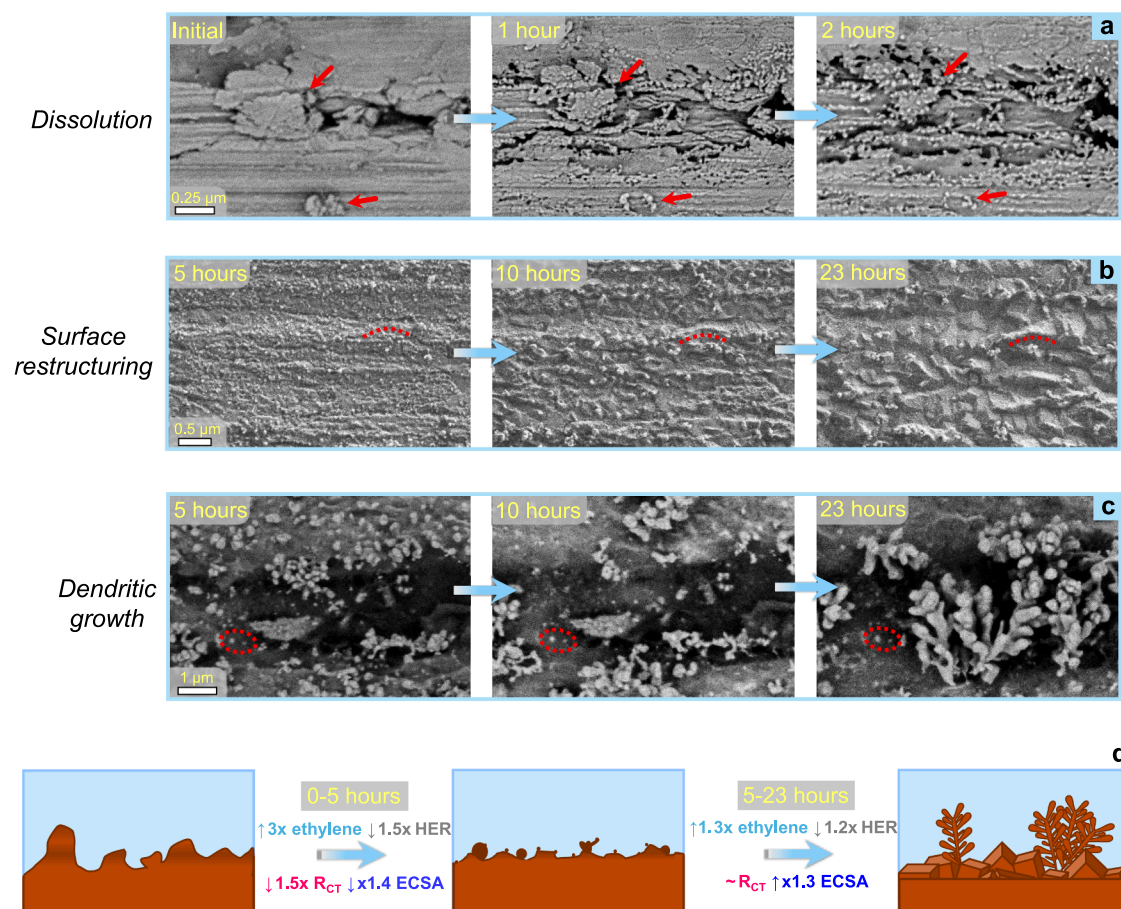 Initial
1 hour
2 hours
a
Dissolution
0.25 µm
5 hours
10 hours
23 hours
b
Surface
restructuring
0.5 µm
5 hours
10 hours
23 hours
c
Dendritic
growth
1 µm
d
0-5 hours
↑3x ethylene ↓1.5x HER
↓1.5x RCT ↓x1.4 ECSA
5-23 hours
↑1.3x ethylene ↓1.2x HER
~ RCT ↑x1.3 ECSA